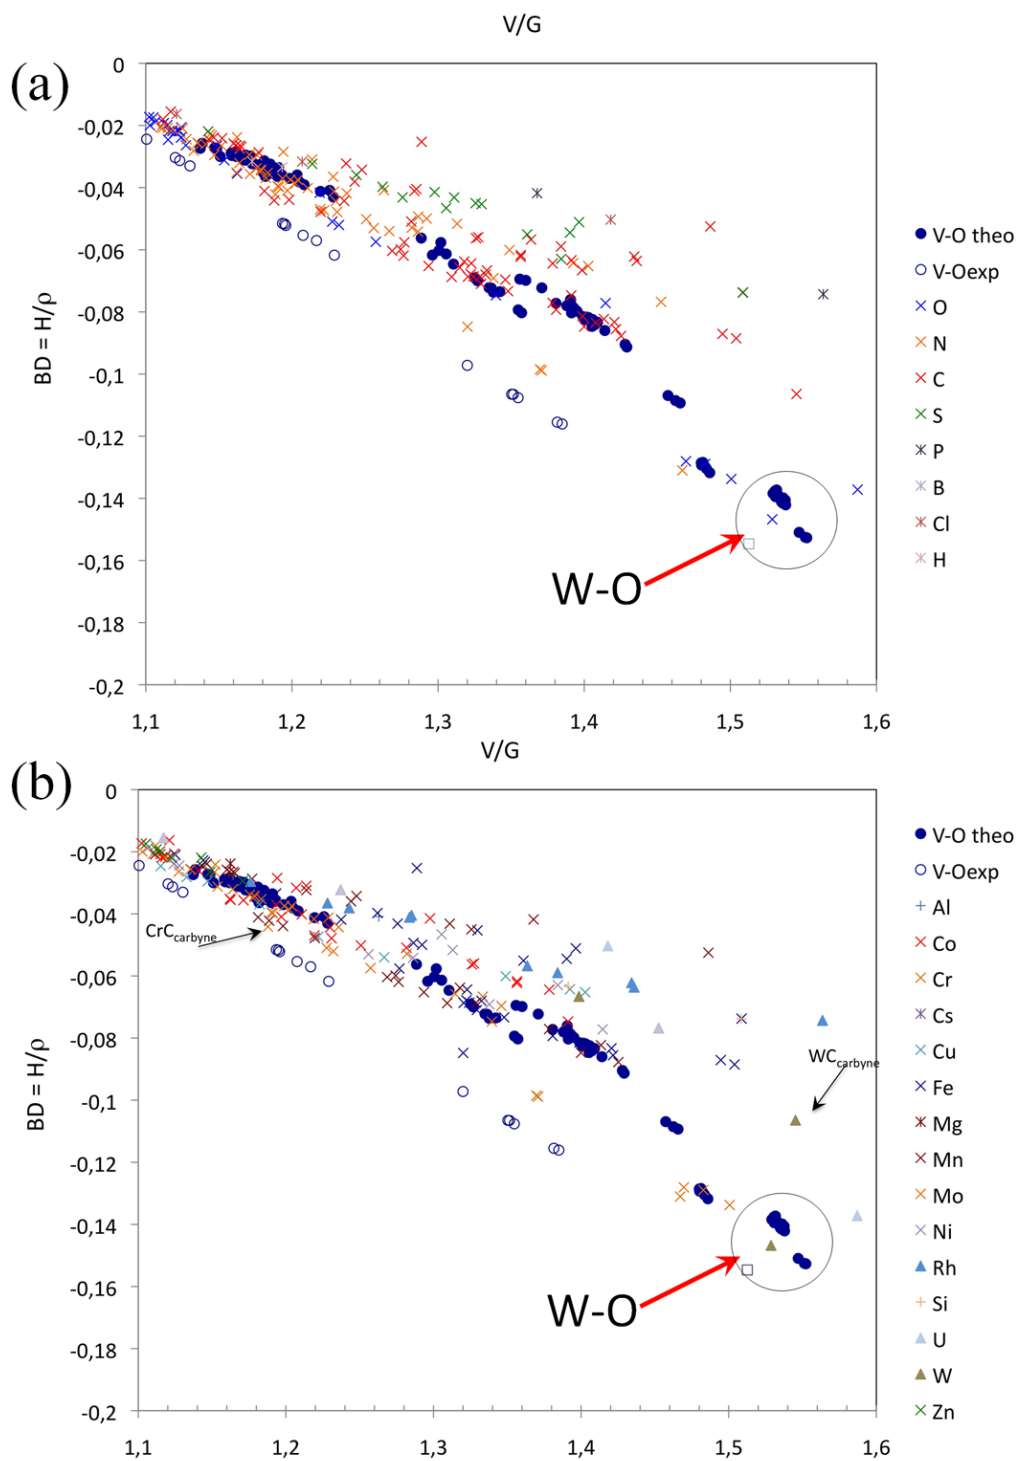 V/G
(a)
BD = H/ρ
0
-0,02
-0,04
-0,06
-0,08
-0,1
-0,12
-0,14
-0,16
-0,18
-0,2
1,1 1,2 1,3 1,4 1,5 1,6
W-O
V-O theo
V-Oexp
O
N
C
S
P
B
Cl
H
V/G
(b)
BD = H/ρ
0
-0,02
-0,04
-0,06
-0,08
-0,1
-0,12
-0,14
-0,16
-0,18
-0,2
1,1 1,2 1,3 1,4 1,5 1,6
CrCcarbyne
WCcarbyne
W-O
V-O theo
V-Oexp
Al
Co
Cr
Cs
Cu
Fe
Mg
Mn
Mo
Ni
Rh
Si
U
W
Zn